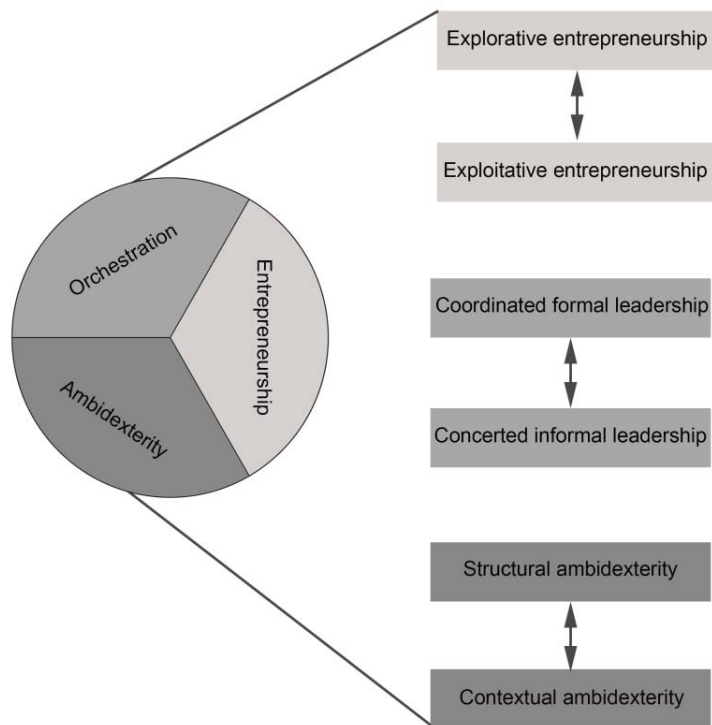 Explorative entrepreneurship
Exploitative entrepreneurship
Orchestration
Entrepreneurship
Ambidexterity
Coordinated formal leadership
Concerted informal leadership
Structural ambidexterity
Contextual ambidexterity